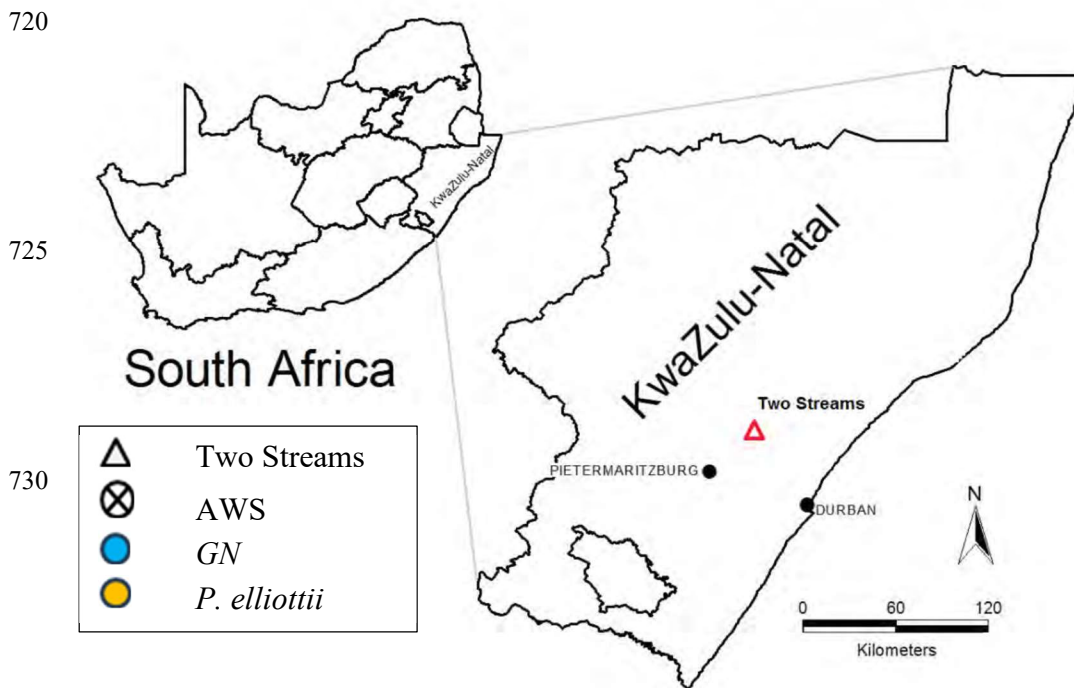 720
725
730
KwaZulu-Natal
South Africa
Two Streams
AWS
GN
P. elliottii
KwaZulu-Natal
Two Streams
PIETERMARITZBURG
DURBAN
N
0 60 120
Kilometers